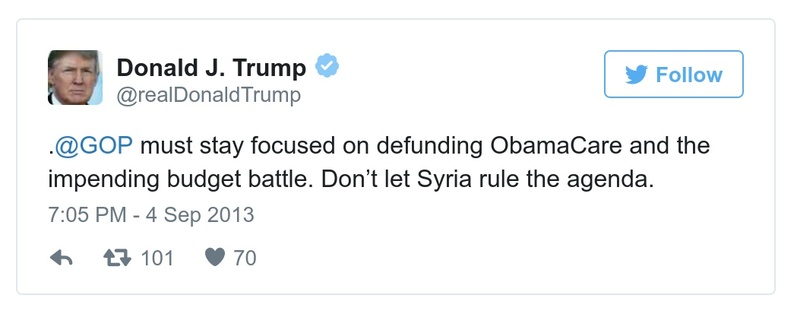 Donald J. Trump
@realDonaldTrump
Follow
.@GOP must stay focused on defunding ObamaCare and the
impending budget battle. Don’t let Syria rule the agenda.
7:05 PM - 4 Sep 2013
101 70